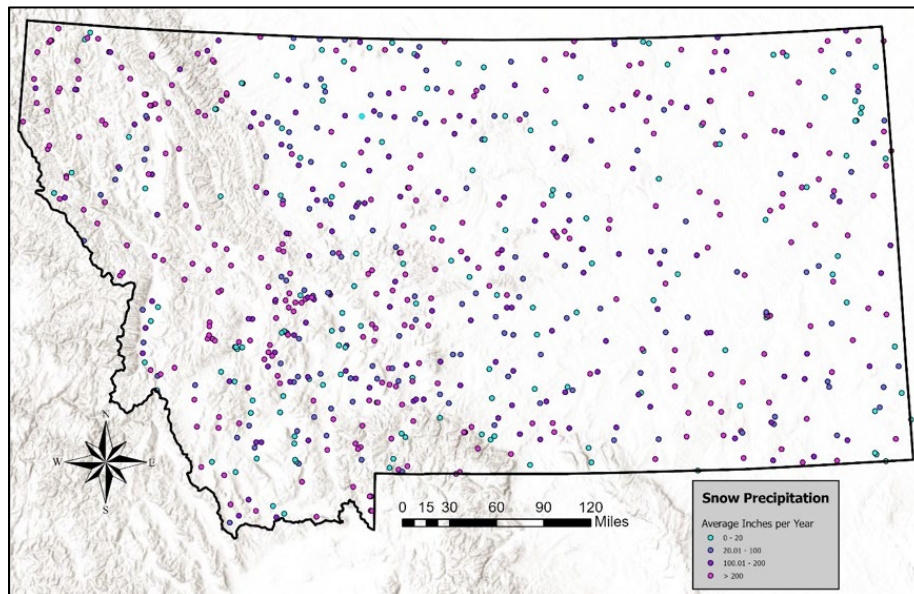 N
W E
S
0 15 30 60 90 120
Miles
Snow Precipitation
Average Inches per Year
0 - 20
20.01 - 100
100.01 - 200
> 200